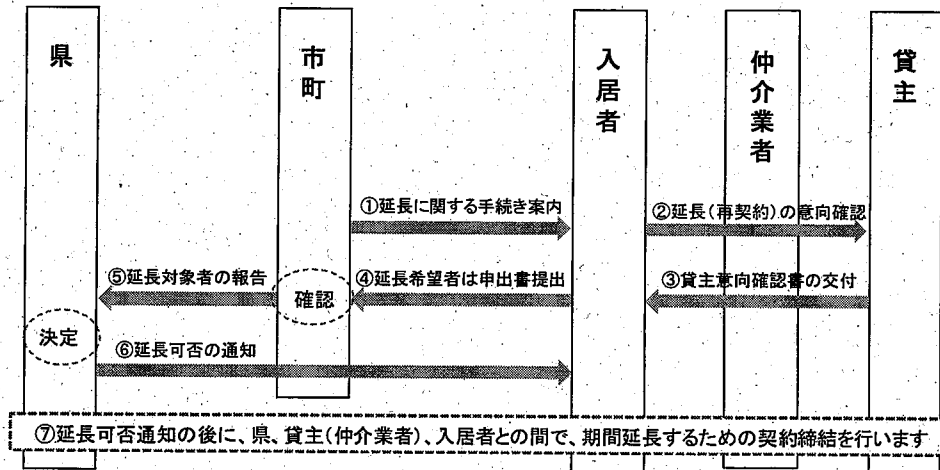 県
市町
入居者
仲介業者
貸主
①延長に関する手続き案内
②延長(再契約)の意向確認
⑤延長対象者の報告
確認
④延長希望者は申出書提出
③貸主意向確認書の交付
決定
⑥延長可否の通知
⑦延長可否通知の後に、県、貸主(仲介業者)、入居者との間で、期間延長するための契約締結を行います